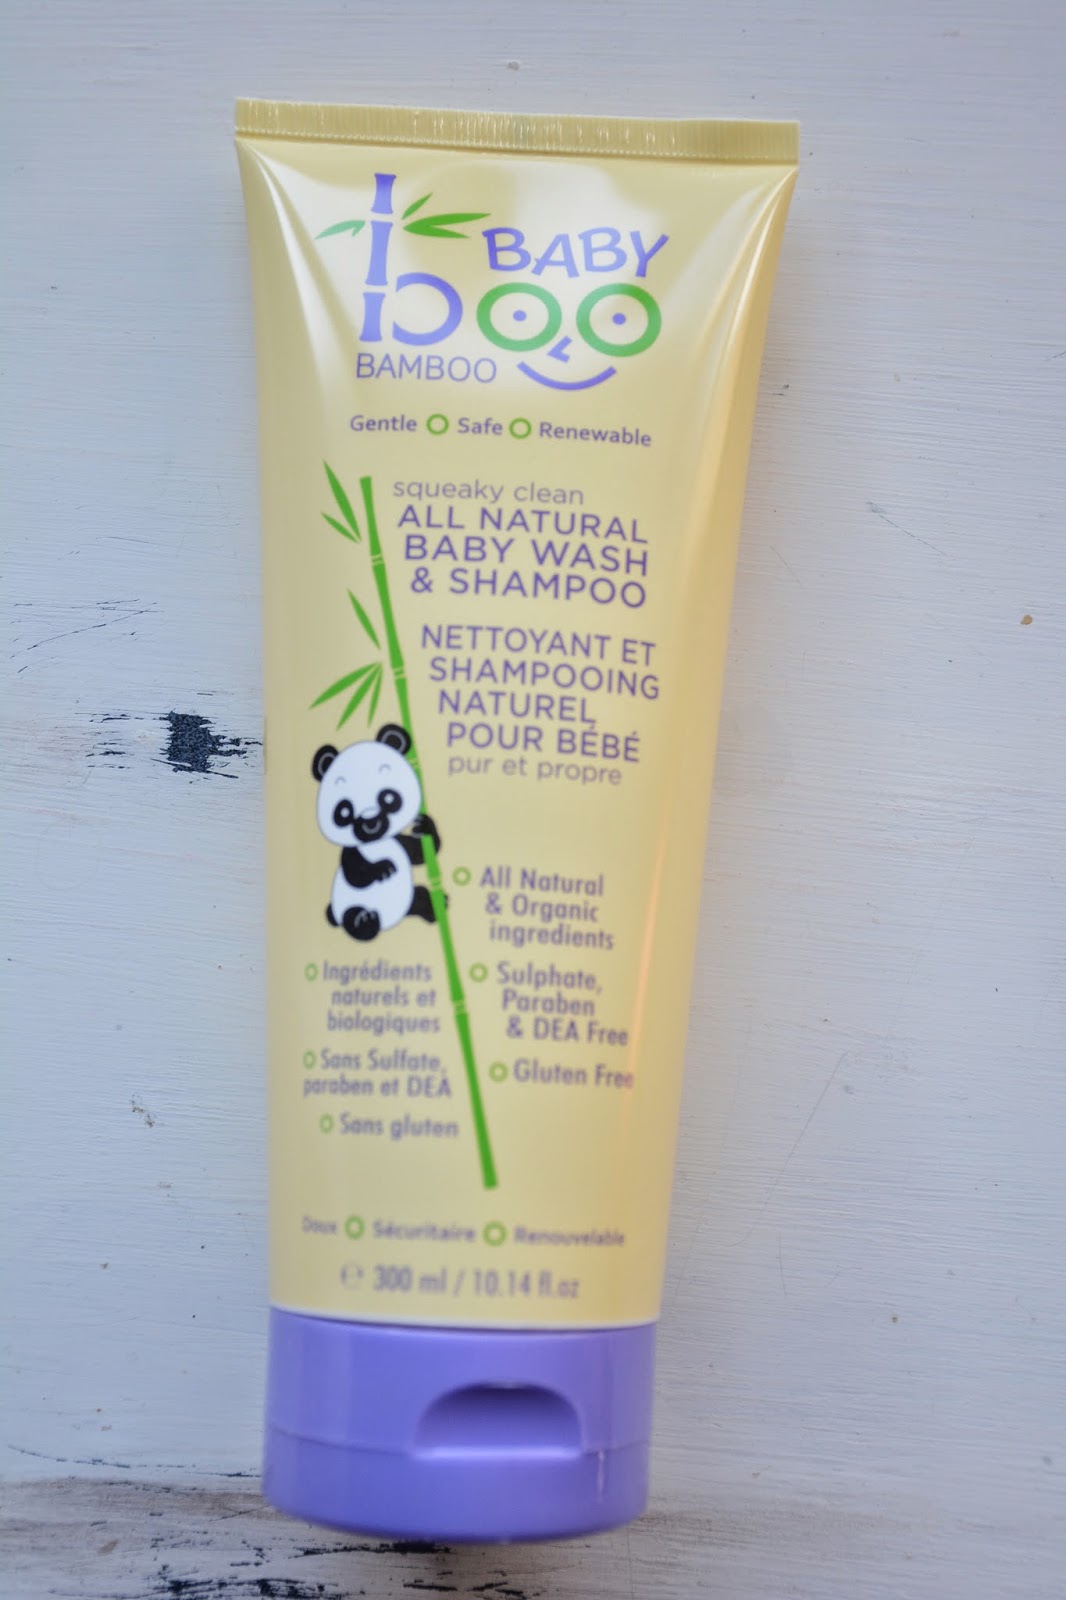 BABY
boo
BAMBOO
Gentle Safe Renewable
squeaky clean
ALL NATURAL
BABY WASH
& SHAMPOO
NETTOYANT ET
SHAMPOOING
NATUREL
POUR BÉBÉ
pur et propre
All Natural
& Organic
ingredients
Sulphate,
Paraben
& DEA Free
Gluten Free
Ingrédients
naturels et
biologiques
Sans Sulfate,
paraben et DEA
Sans gluten
Doux Sécuritaire Renouvelable
℮ 300 ml / 10.14 fl.oz